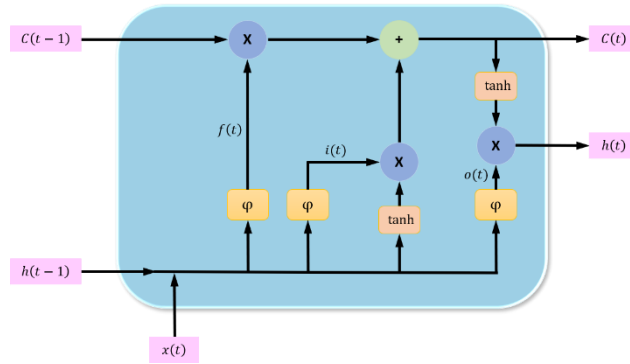 C(t−1)
X
+
C(t)
tanh
f(t)
i(t)
X
X
h(t)
o(t)
φ
φ
tanh
φ
h(t−1)
x(t)